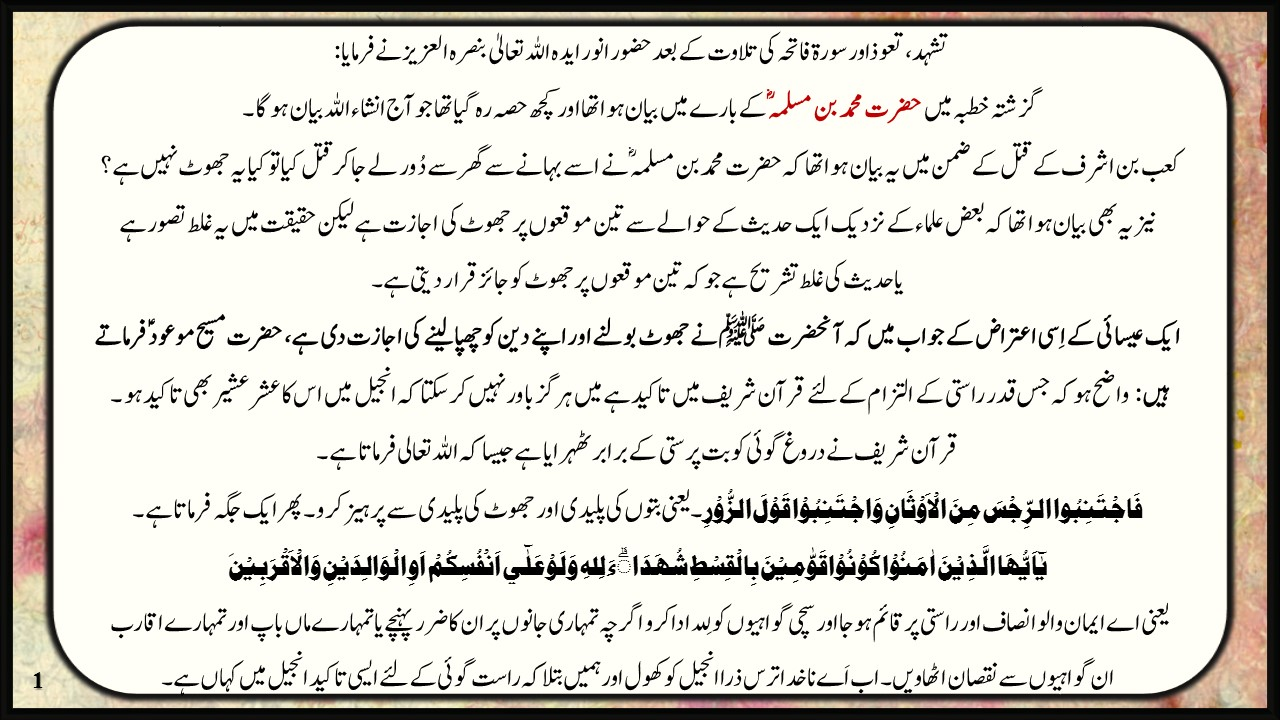 تشہد، تعوذ اور سورۃ فاتحہ کی تلاوت کے بعد حضور انور ایدہ اللہ تعالیٰ بنصرہ العزیز نے فرمایا:
گزشتہ خطبہ میں حضرت محمد بن مسلمہؓ کے بارے میں بیان ہوا تھا اور کچھ حصہ رہ گیا تھا جو آج انشاء اللہ بیان ہو گا۔
کعب بن اشرف کے قتل کے ضمن میں یہ بیان ہوا تھا کہ حضرت محمد بن مسلمہؓ نے اسے بہانے سے گھر سے دُور لے جا کر قتل کیا تو کیا یہ جھوٹ نہیں ہے؟
نیز یہ بھی بیان ہوا تھا کہ بعض علماء کے نزدیک ایک حدیث کے حوالے سے تین موقعوں پر جھوٹ کی اجازت ہے لیکن حقیقت میں یہ غلط تصور ہے
یا حدیث کی غلط تشریح ہے جو کہ تین موقعوں پر جھوٹ کو جائز قرار دیتی ہے۔
ایک عیسائی کے اِسی اعتراض کے جواب میں کہ آنحضرت ﷺ نے جھوٹ بولنے اور اپنے دین کو چھپا لینے کی اجازت دی ہے، حضرت مسیح موعودؑ فرماتے
ہیں: واضح ہو کہ جس قدر راستی کے التزام کے لئے قرآن شریف میں تاکید ہے میں ہرگز باور نہیں کر سکتا کہ انجیل میں اس کا عشر عشیر بھی تاکید ہو۔
قرآن شریف نے دروغ گوئی کو بت پرستی کے برابر ٹھہرایا ہے جیسا کہ اللہ تعالی فرماتا ہے۔
فَاجْتَنِبُوا الرِّجْسَ مِنَ الْاَوْثَانِ وَاجْتَنِبُوْا قَوْلَ الزُّوْرِ۔ یعنی بتوں کی پلیدی اور جھوٹ کی پلیدی سے پرہیز کرو۔ پھر ایک جگہ فرماتا ہے۔
يٰۤاَيُّهَا الَّذِيْنَ اٰمَنُوْا كُوْنُوْا قَوّٰمِيْنَ بِالْقِسْطِ شُهَدَآءَ لِلهِ وَلَوْ عَلٰۤي اَنْفُسِكُمْ اَوِ الْوَالِدَيْنِ وَالْاَقْرَبِيْنَ
یعنی اے ایمان والو انصاف اور راستی پر قائم ہو جا اور سچی گواہیوں کو للہ ادا کرو اگرچہ تمہاری جانوں پر ان کا ضرر پہنچے یا تمہارے ماں باپ اور تمہارے اقارب
ان گواہیوں سے نقصان اٹھاویں۔ اب اَے ناخدا ترس ذرا انجیل کو کھول اور ہمیں بتلا کہ راست گوئی کے لئے ایسی تاکید انجیل میں کہاں ہے۔
1